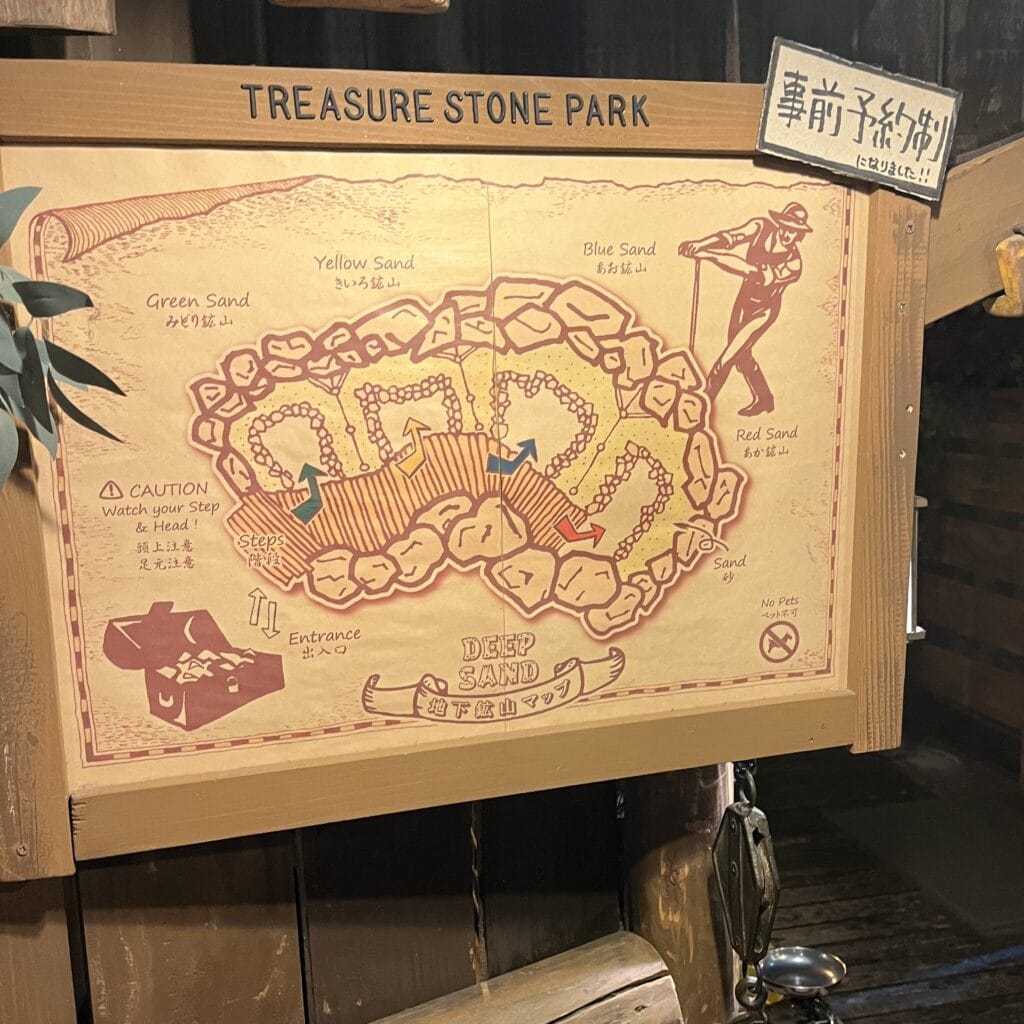 TREASURE STONE PARK
事前予約制
になりました!!
Yellow Sand
きいろ鉱山
Blue Sand
あお鉱山
Green Sand
みどり鉱山
Red Sand
あか鉱山
CAUTION
Watch your Step
& Head !
頭上注意
足元注意
Steps
階段
Sand
砂
No Pets
ペット不可
Entrance
出入口
DEEP
SAND
地下鉱山マップ